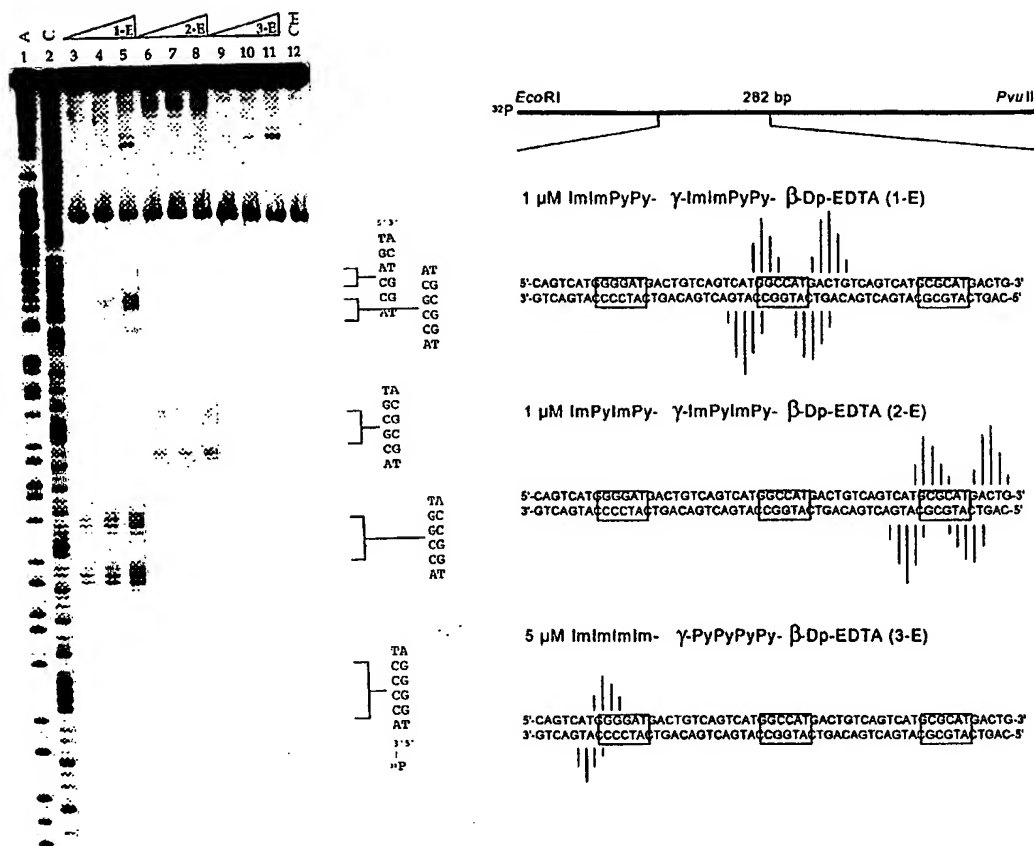 A C 1-E 2-E 3-E Ctl
1 2 3 4 5 6 7 8 9 10 11 12
5' 3'
TA
GC
AT
CG
CG
AT
AT
CG
GC
CG
CG
AT
TA
GC
CG
GC
CG
AT
TA
GC
GC
CG
CG
AT
TA
CG
CG
CG
CG
AT
3' 5'
³²P
EcoRI 282 bp PvuII
³²P
1 µM ImImPyPy- γ-ImImPyPy- β-Dp-EDTA (1-E)
5'-CAGTCATGGGGATGACTGTCAGTCATGGCCATGACTGTCAGTCATGCGCATGACTG-3'
3'-GTCAGTACCCCTACTGACAGTCAGTACCGGTACTGACAGTCAGTACGCGTACTGAC-5'
1 µM ImPyImPy- γ-ImPyImPy- β-Dp-EDTA (2-E)
5'-CAGTCATGGGGATGACTGTCAGTCATGGCCATGACTGTCAGTCATGCGCATGACTG-3'
3'-GTCAGTACCCCTACTGACAGTCAGTACCGGTACTGACAGTCAGTACGCGTACTGAC-5'
5 µM ImImImIm- γ-PyPyPyPy- β-Dp-EDTA (3-E)
5'-CAGTCATGGGGATGACTGTCAGTCATGGCCATGACTGTCAGTCATGCGCATGACTG-3'
3'-GTCAGTACCCCTACTGACAGTCAGTACCGGTACTGACAGTCAGTACGCGTACTGAC-5'